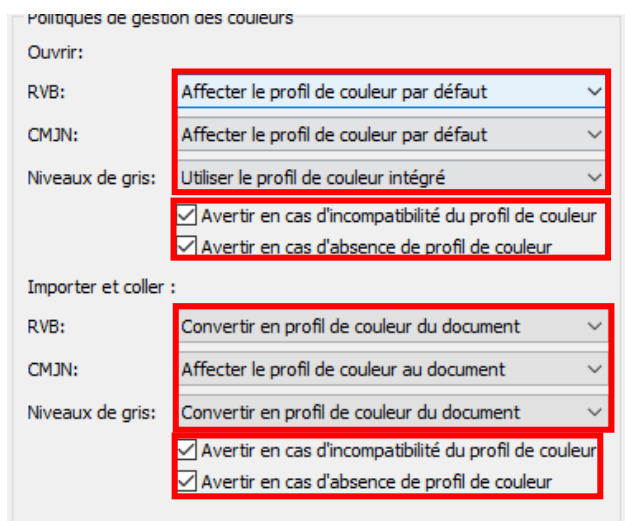 Politiques de gestion des couleurs
Ouvrir:
RVB: Affecter le profil de couleur par défaut
CMJN: Affecter le profil de couleur par défaut
Niveaux de gris: Utiliser le profil de couleur intégré
Avertir en cas d'incompatibilité du profil de couleur
Avertir en cas d'absence de profil de couleur
Importer et coller :
RVB: Convertir en profil de couleur du document
CMJN: Affecter le profil de couleur au document
Niveaux de gris: Convertir en profil de couleur du document
Avertir en cas d'incompatibilité du profil de couleur
Avertir en cas d'absence de profil de couleur